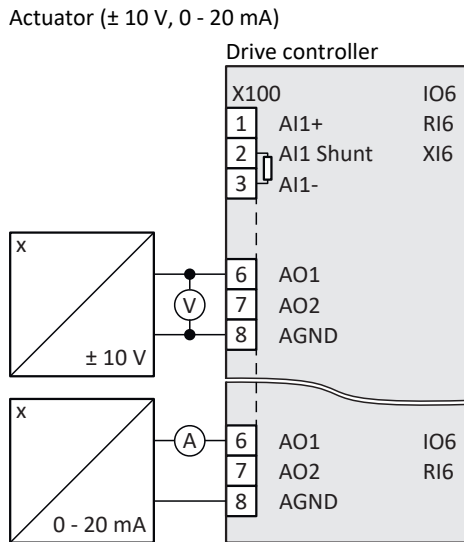 Actuator (± 10 V, 0 - 20 mA)
Drive controller
X100 IO6
1 AI1+ RI6
2 AI1 Shunt XI6
3 AI1-
x
6 AO1
V 7 AO2
8 AGND
± 10 V
x
A 6 AO1 IO6
7 AO2 RI6
8 AGND
0 - 20 mA